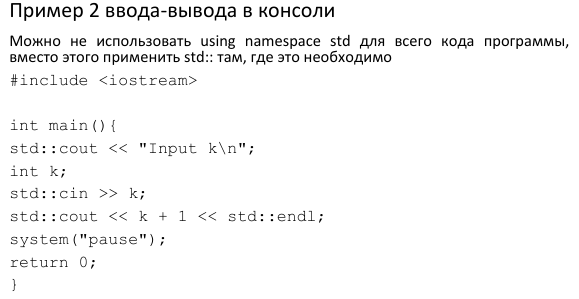 Пример 2 ввода-вывода в консоли
Можно не использовать using namespace std для всего кода программы,
вместо этого применить std:: там, где это необходимо
#include <iostream>
int main(){
std::cout << "Input k\n";
int k;
std::cin >> k;
std::cout << k + 1 << std::endl;
system("pause");
return 0;
}